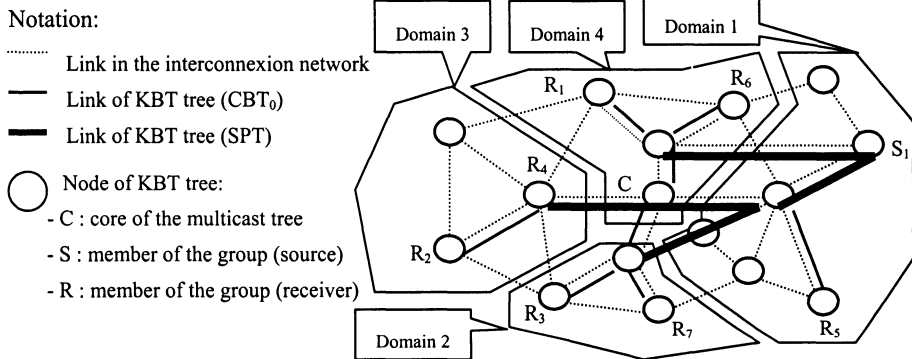 Notation:
Link in the interconnexion network
Link of KBT tree (CBT₀)
Link of KBT tree (SPT)
Node of KBT tree:
- C : core of the multicast tree
- S : member of the group (source)
- R : member of the group (receiver)
Domain 3
Domain 4
Domain 1
R₁
R₆
S₁
R₄
C
R₂
R₃
R₇
R₅
Domain 2